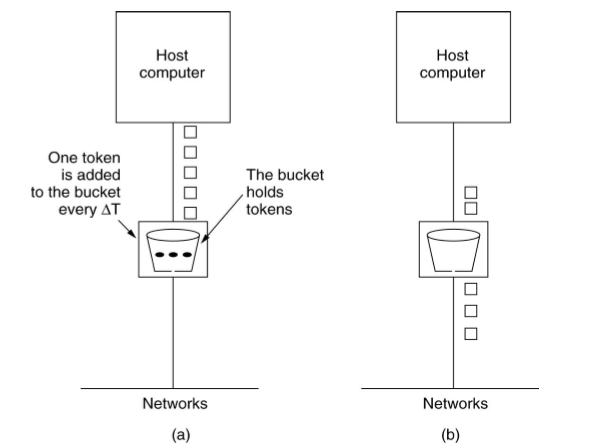 Host
computer
Host
computer
One token
is added
to the bucket
every ΔT
The bucket
holds
tokens
Networks
Networks
(a)
(b)